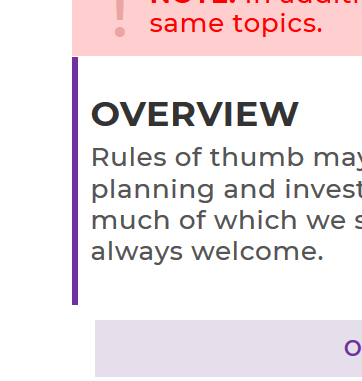 NOTE: In additi
same topics.
OVERVIEW
Rules of thumb may
planning and invest
much of which we s
always welcome.
O